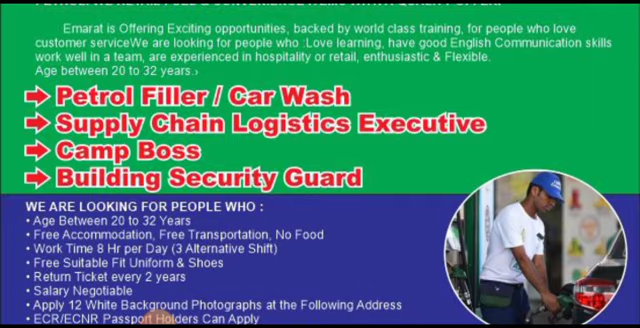 Emarat is Offering Exciting opportunities, backed by world class training, for people who love
customer serviceWe are looking for people who :Love learning, have good English Communication skills
work well in a team, are experienced in hospitality or retail, enthusiastic & Flexible.
Age between 20 to 32 years.›
Petrol Filler / Car Wash
Supply Chain Logistics Executive
Camp Boss
Building Security Guard
WE ARE LOOKING FOR PEOPLE WHO :
• Age Between 20 to 32 Years
• Free Accommodation, Free Transportation, No Food
• Work Time 8 Hr per Day (3 Alternative Shift)
• Free Suitable Fit Uniform & Shoes
• Return Ticket every 2 years
• Salary Negotiable
• Apply 12 White Background Photographs at the Following Address
• ECR/ECNR Passport Holders Can Apply